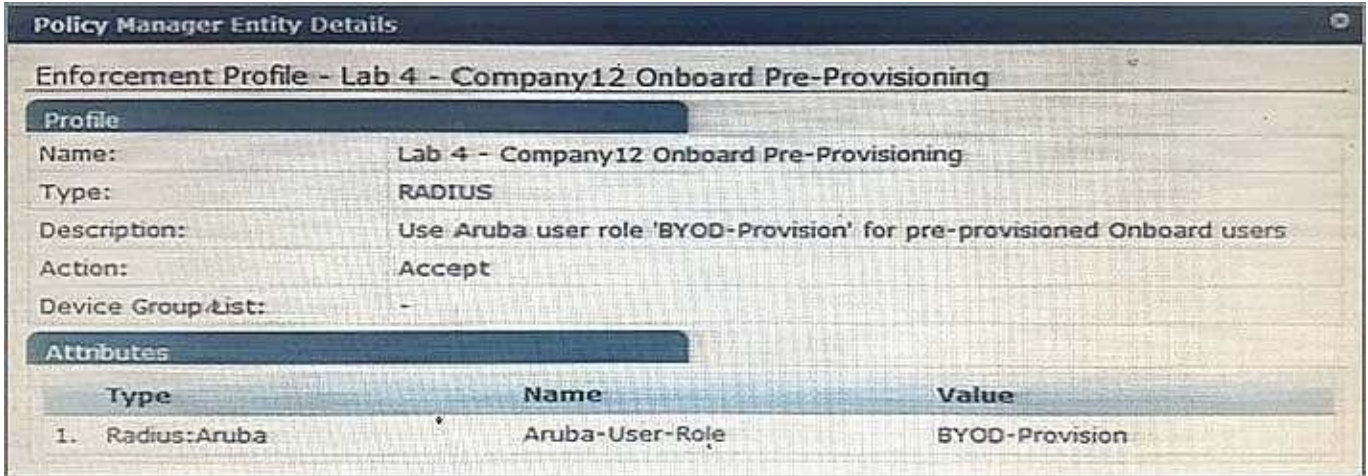 Policy Manager Entity Details
Enforcement Profile - Lab 4 - Company12 Onboard Pre-Provisioning
Profile
Name: Lab 4 - Company12 Onboard Pre-Provisioning
Type: RADIUS
Description: Use Aruba user role 'BYOD-Provision' for pre-provisioned Onboard users
Action: Accept
Device Group List: -
Attributes
Type Name Value
1. Radius:Aruba Aruba-User-Role BYOD-Provision